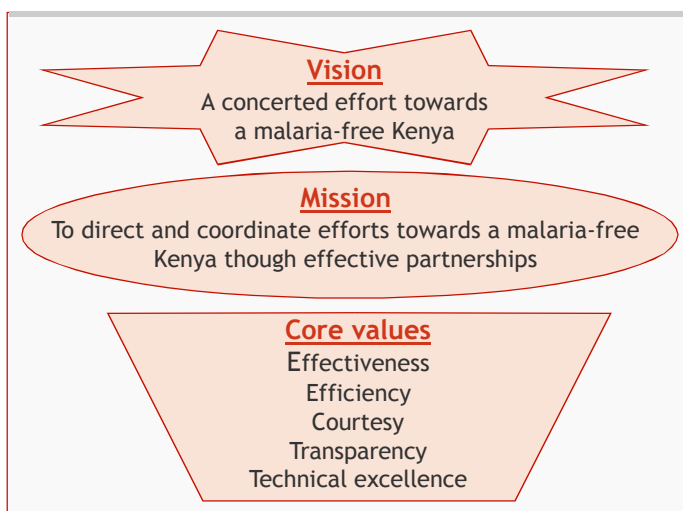 Vision
A concerted effort towards
a malaria-free Kenya
Mission
To direct and coordinate efforts towards a malaria-free
Kenya though effective partnerships
Core values
Effectiveness
Efficiency
Courtesy
Transparency
Technical excellence